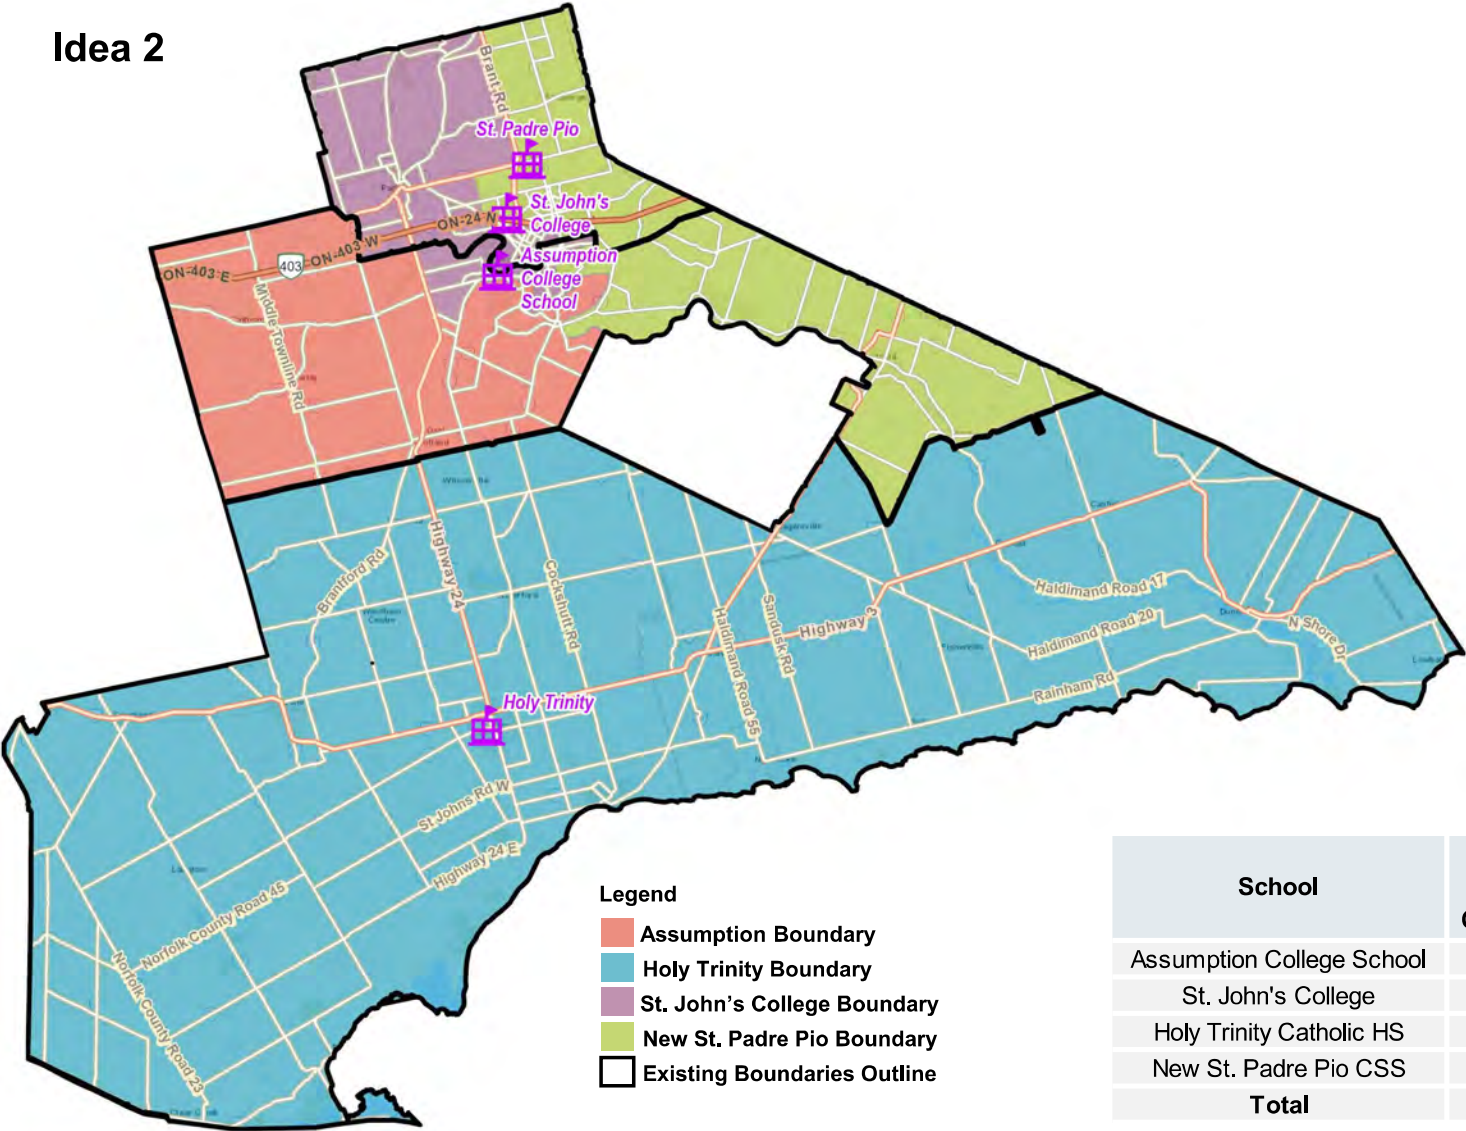 Idea 2
Brant Rd
St. Padre Pio
St. John's
College
ON-24 N
ON-403 W
403
ON-403 E
Assumption
College
School
Middle Townline Rd
Highway 24
Brantford Rd
Cockshutt Rd
Windham
Centre
Haldimand Road 17
Haldimand Road 20
Highway 3
Sandusk Rd
Haldimand Road 55
N Shore Dr
Rainham Rd
Holy Trinity
St Johns Rd W
Highway 24 E
Norfolk County Road 45
Norfolk County Road 23
Legend
Assumption Boundary
Holy Trinity Boundary
St. John’s College Boundary
New St. Padre Pio Boundary
Existing Boundaries Outline
School
Assumption College School
St. John's College
Holy Trinity Catholic HS
New St. Padre Pio CSS
Total